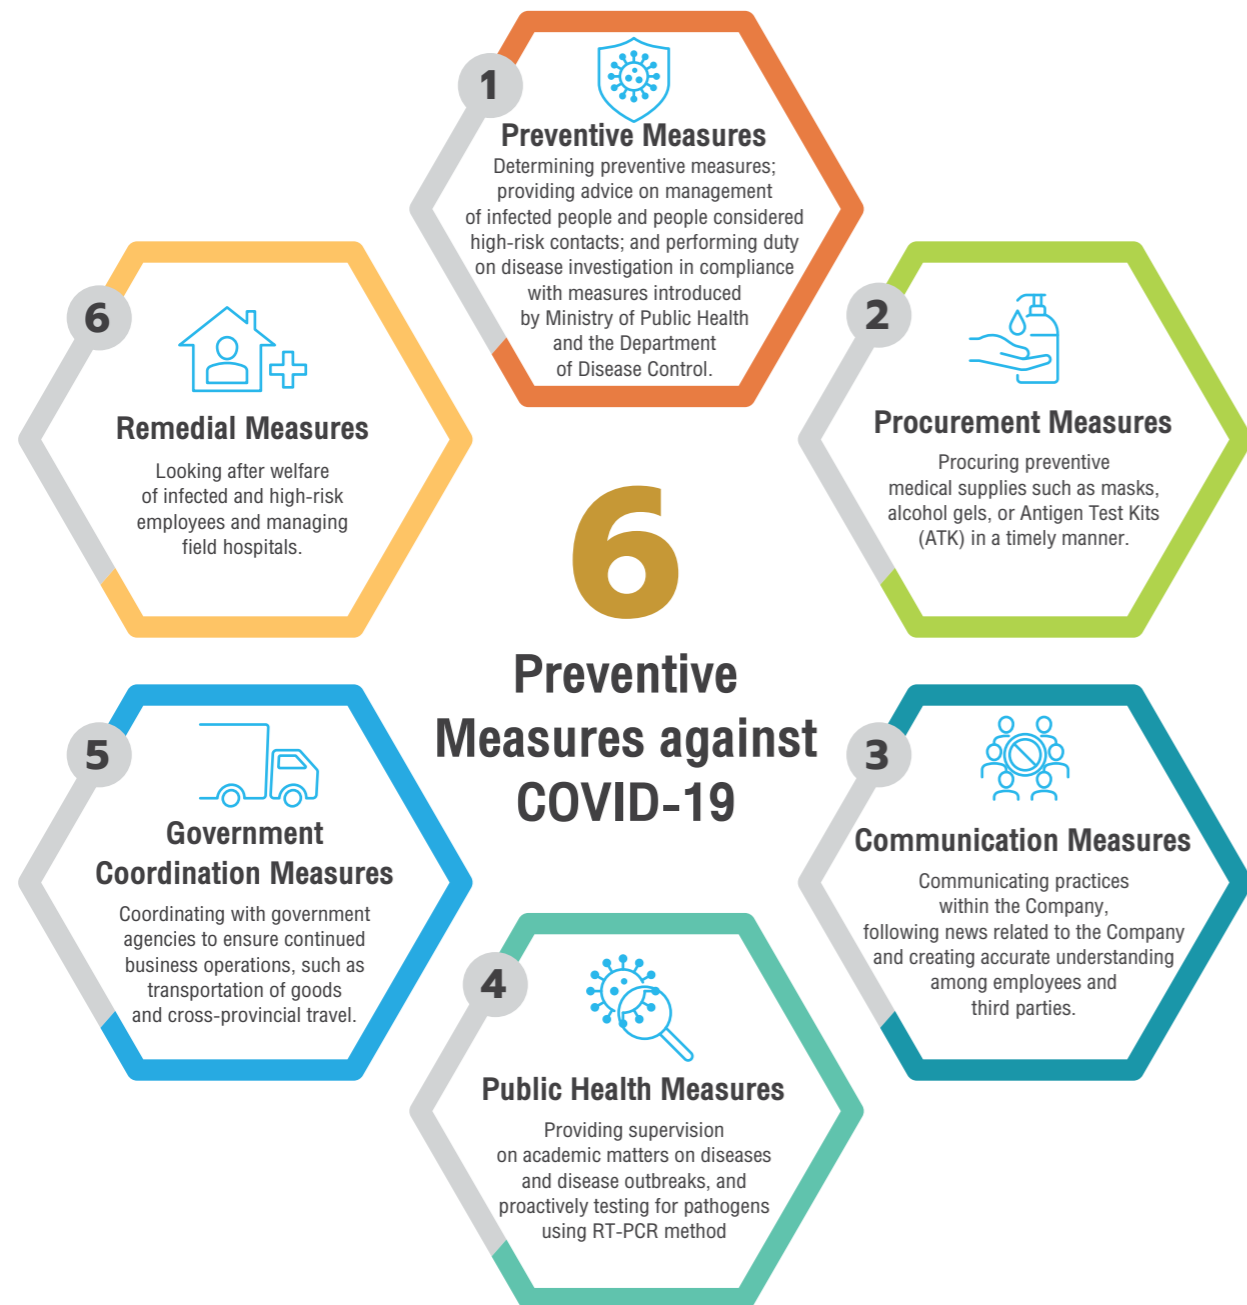 1
Preventive Measures
Determining preventive measures;
providing advice on management
of infected people and people considered
high-risk contacts; and performing duty
on disease investigation in compliance
with measures introduced
by Ministry of Public Health
and the Department
of Disease Control.
2
Procurement Measures
Procuring preventive
medical supplies such as masks,
alcohol gels, or Antigen Test Kits
(ATK) in a timely manner.
6
Remedial Measures
Looking after welfare
of infected and high-risk
employees and managing
field hospitals.
6
Preventive
Measures against
COVID-19
3
Communication Measures
Communicating practices
within the Company,
following news related to the Company
and creating accurate understanding
among employees and
third parties.
5
Government
Coordination Measures
Coordinating with government
agencies to ensure continued
business operations, such as
transportation of goods
and cross-provincial travel.
4
Public Health Measures
Providing supervision
on academic matters on diseases
and disease outbreaks, and
proactively testing for pathogens
using RT-PCR method